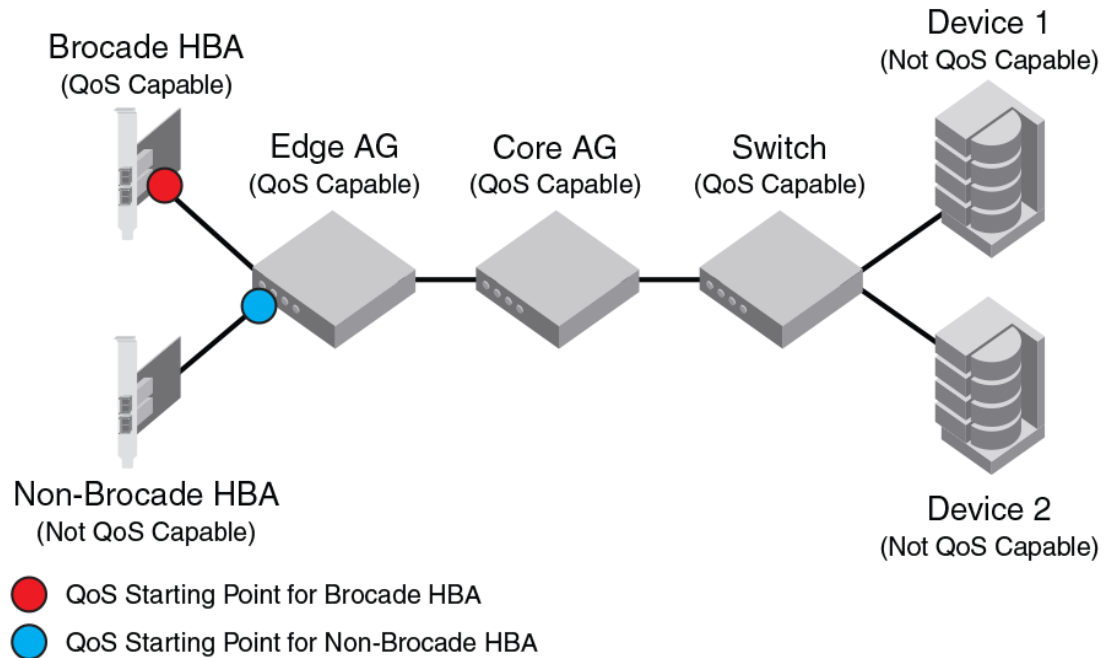 Brocade HBA
(QoS Capable)
Device 1
(Not QoS Capable)
Edge AG
(QoS Capable)
Core AG
(QoS Capable)
Switch
(QoS Capable)
Non-Brocade HBA
(Not QoS Capable)
Device 2
(Not QoS Capable)
QoS Starting Point for Brocade HBA
QoS Starting Point for Non-Brocade HBA